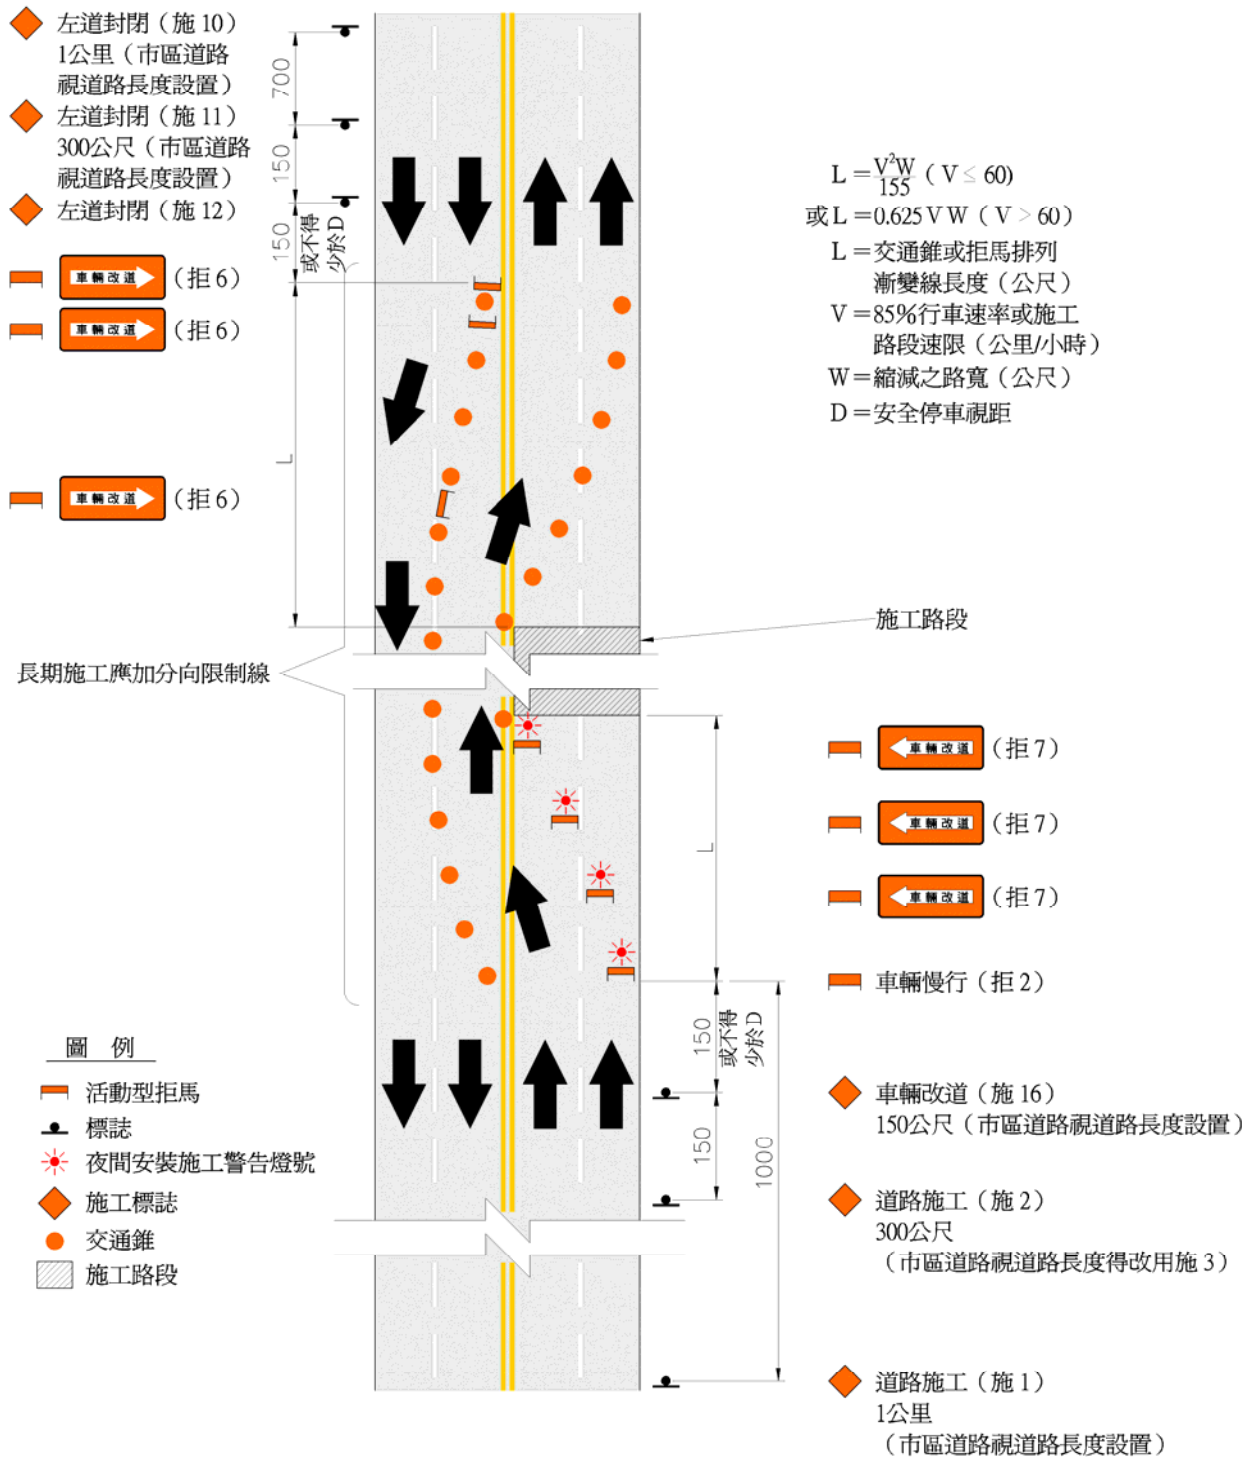 左道封閉（施 10）
1公里（市區道路
視道路長度設置）
左道封閉（施 11）
300公尺（市區道路
視道路長度設置）
左道封閉（施 12）
車輛改道 （拒 6）
車輛改道 （拒 6）
車輛改道 （拒 6）
700
150
150
或不得
少於D
L
長期施工應加分向限制線
L = V²W/155 （V ≤ 60）
或 L = 0.625 V W（V > 60）
L = 交通錐或拒馬排列
漸變線長度（公尺）
V = 85%行車速率或施工
路段速限（公里/小時）
W = 縮減之路寬（公尺）
D = 安全停車視距
施工路段
車輛改道 （拒 7）
車輛改道 （拒 7）
車輛改道 （拒 7）
車輛慢行（拒 2）
L
150
或不得
少於D
150
1000
車輛改道（施 16）
150公尺（市區道路視道路長度設置）
道路施工（施 2）
300公尺
（市區道路視道路長度得改用施 3）
道路施工（施 1）
1公里
（市區道路視道路長度設置）
圖 例
活動型拒馬
標誌
夜間安裝施工警告燈號
施工標誌
交通錐
施工路段